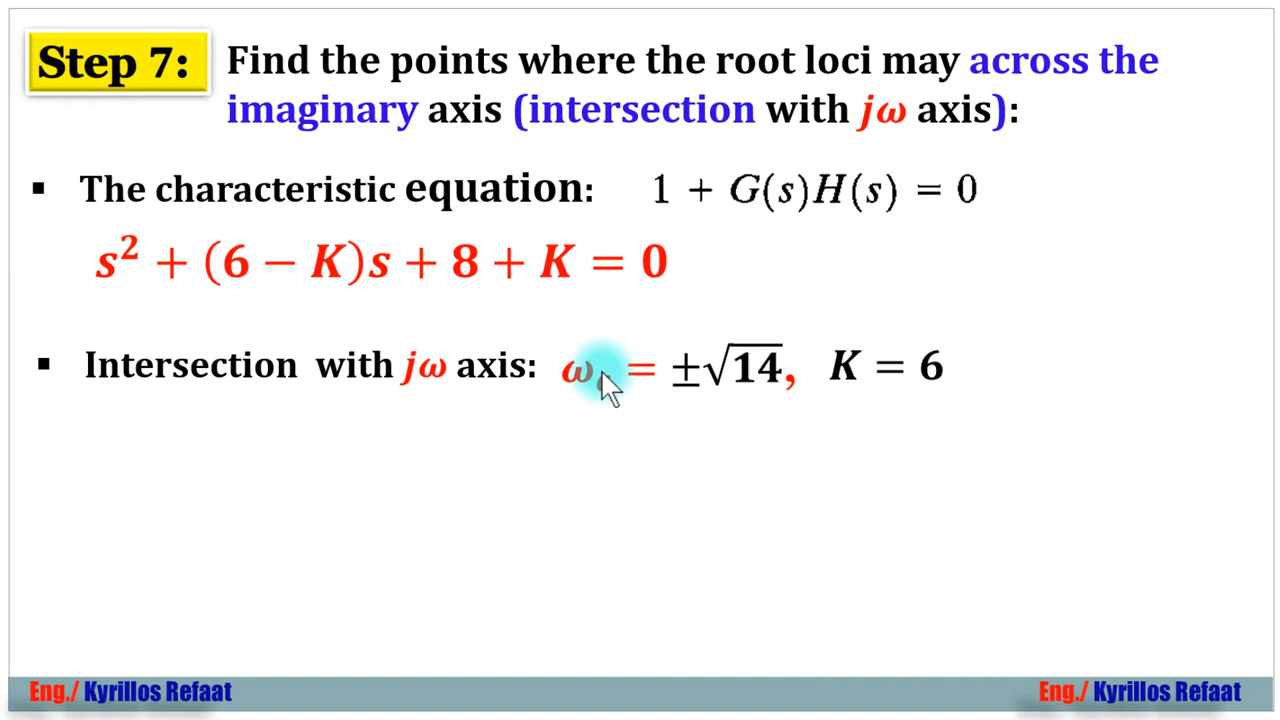 Step 7: Find the points where the root loci may across the
imaginary axis (intersection with jω axis):
▪ The characteristic equation: 1 + G(s)H(s) = 0
s² + (6 − K)s + 8 + K = 0
▪ Intersection with jω axis: ω = ±√14, K = 6
Eng./ Kyrillos Refaat Eng./ Kyrillos Refaat